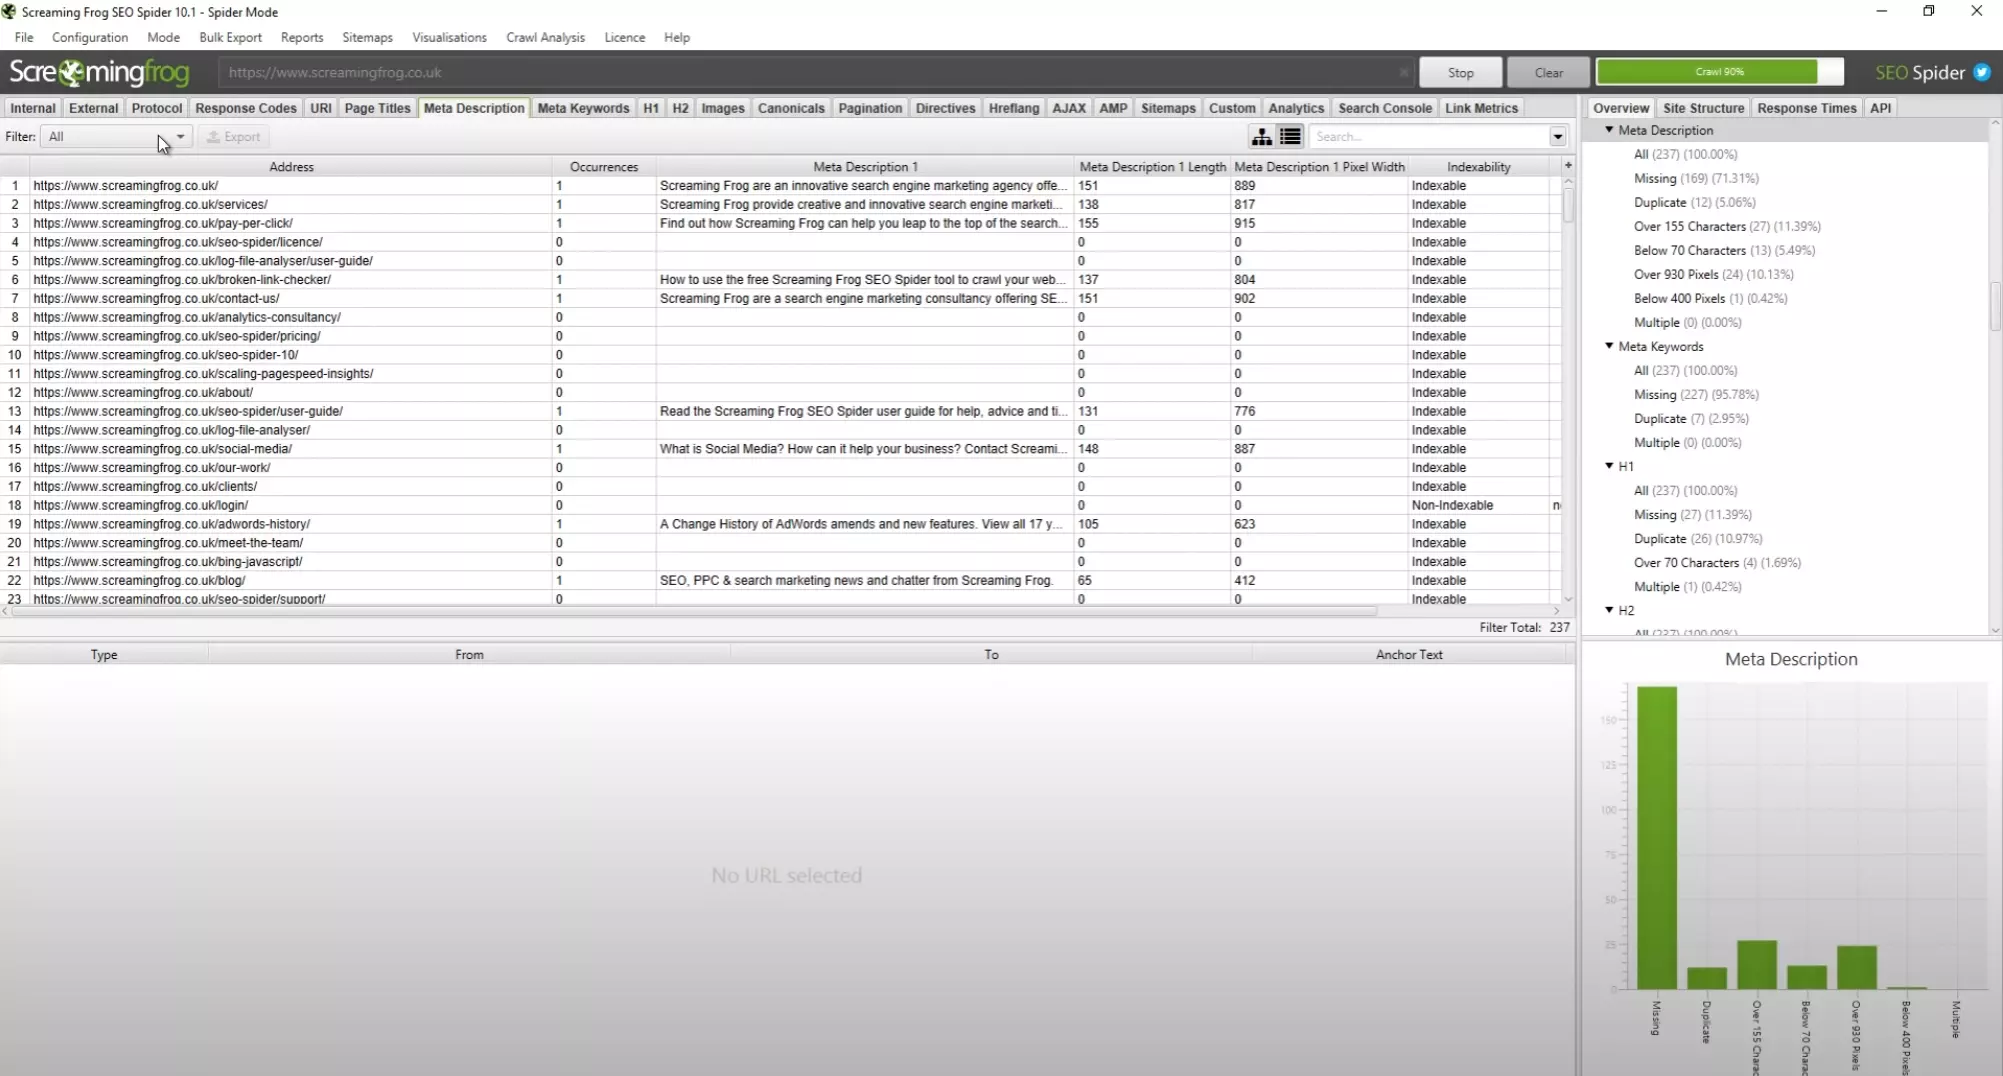 Screaming Frog SEO Spider 10.1 - Spider Mode
File Configuration Mode Bulk Export Reports Sitemaps Visualisations Crawl Analysis Licence Help
Screamingfrog https://www.screamingfrog.co.uk Stop Clear Crawl 90% SEO Spider
Internal External Protocol Response Codes URI Page Titles Meta Description Meta Keywords H1 H2 Images Canonicals Pagination Directives Hreflang AJAX AMP Sitemaps Custom Analytics Search Console Link Metrics
Filter: All Export Search...
Address Occurrences Meta Description 1 Meta Description 1 Length Meta Description 1 Pixel Width Indexability +
1 https://www.screamingfrog.co.uk/ 1 Screaming Frog are an innovative search engine marketing agency offe... 151 889 Indexable
2 https://www.screamingfrog.co.uk/services/ 1 Screaming Frog provide creative and innovative search engine marketi... 138 817 Indexable
3 https://www.screamingfrog.co.uk/pay-per-click/ 1 Find out how Screaming Frog can help you leap to the top of the search... 155 915 Indexable
4 https://www.screamingfrog.co.uk/seo-spider/licence/ 0 0 0 Indexable
5 https://www.screamingfrog.co.uk/log-file-analyser/user-guide/ 0 0 0 Indexable
6 https://www.screamingfrog.co.uk/broken-link-checker/ 1 How to use the free Screaming Frog SEO Spider tool to crawl your web... 137 804 Indexable
7 https://www.screamingfrog.co.uk/contact-us/ 1 Screaming Frog are a search engine marketing consultancy offering SE... 151 902 Indexable
8 https://www.screamingfrog.co.uk/analytics-consultancy/ 0 0 0 Indexable
9 https://www.screamingfrog.co.uk/seo-spider/pricing/ 0 0 0 Indexable
10 https://www.screamingfrog.co.uk/seo-spider-10/ 0 0 0 Indexable
11 https://www.screamingfrog.co.uk/scaling-pagespeed-insights/ 0 0 0 Indexable
12 https://www.screamingfrog.co.uk/about/ 0 0 0 Indexable
13 https://www.screamingfrog.co.uk/seo-spider/user-guide/ 1 Read the Screaming Frog SEO Spider user guide for help, advice and ti... 131 776 Indexable
14 https://www.screamingfrog.co.uk/log-file-analyser/ 0 0 0 Indexable
15 https://www.screamingfrog.co.uk/social-media/ 1 What is Social Media? How can it help your business? Contact Screami... 148 887 Indexable
16 https://www.screamingfrog.co.uk/our-work/ 0 0 0 Indexable
17 https://www.screamingfrog.co.uk/clients/ 0 0 0 Indexable
18 https://www.screamingfrog.co.uk/login/ 0 0 0 Non-Indexable n
19 https://www.screamingfrog.co.uk/adwords-history/ 1 A Change History of AdWords amends and new features. View all 17 y... 105 623 Indexable
20 https://www.screamingfrog.co.uk/meet-the-team/ 0 0 0 Indexable
21 https://www.screamingfrog.co.uk/bing-javascript/ 0 0 0 Indexable
22 https://www.screamingfrog.co.uk/blog/ 1 SEO, PPC & search marketing news and chatter from Screaming Frog. 65 412 Indexable
23 https://www.screamingfrog.co.uk/seo-spider/support/ 0 0 0 Indexable
Filter Total: 237
Type From To Anchor Text
No URL selected
Overview Site Structure Response Times API
Meta Description
All (237) (100.00%)
Missing (169) (71.31%)
Duplicate (12) (5.06%)
Over 155 Characters (27) (11.39%)
Below 70 Characters (13) (5.49%)
Over 930 Pixels (24) (10.13%)
Below 400 Pixels (1) (0.42%)
Multiple (0) (0.00%)
Meta Keywords
All (237) (100.00%)
Missing (227) (95.78%)
Duplicate (7) (2.95%)
Multiple (0) (0.00%)
H1
All (237) (100.00%)
Missing (27) (11.39%)
Duplicate (26) (10.97%)
Over 70 Characters (4) (1.69%)
Multiple (1) (0.42%)
H2
All (237) (100.00%)
Meta Description
150
125
100
75
50
25
0
Missing
Duplicate
Over 155 Charac
Below 70 Charac
Over 930 Pixels
Below 400 Pixels
Multiple